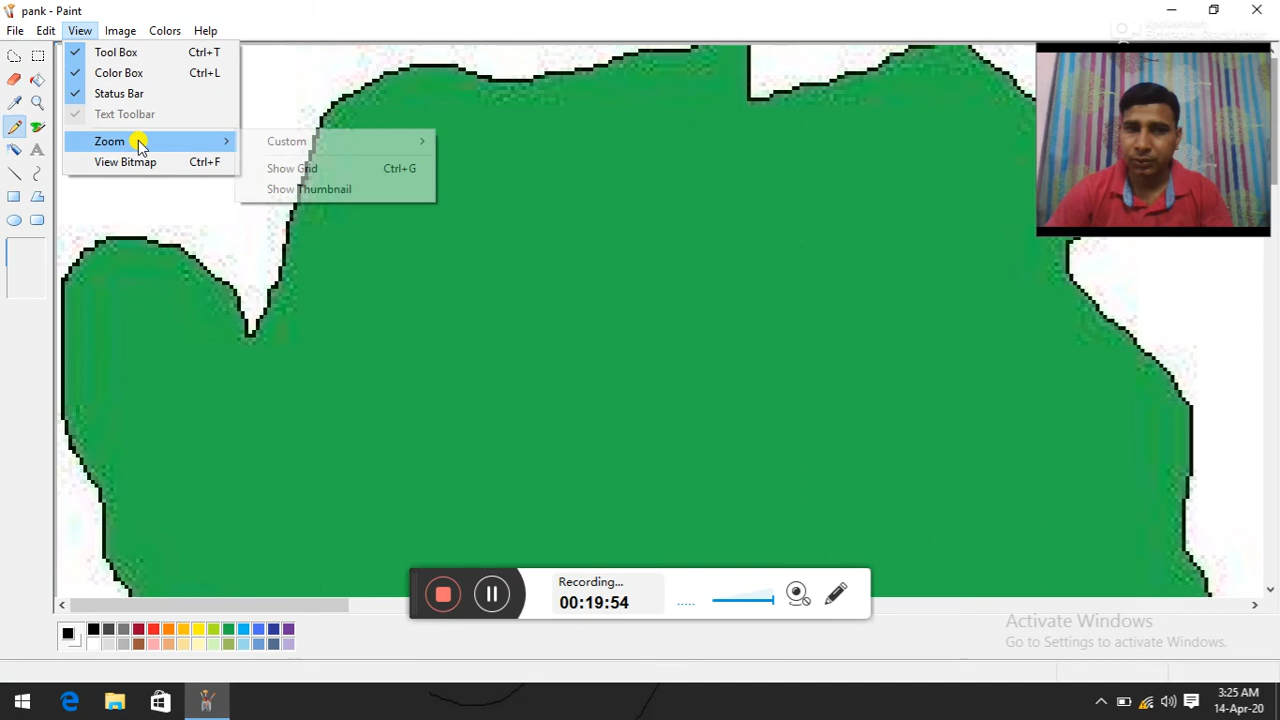 pank - Paint
File Edit View Image Colors Help
Tool Box Ctrl+T
Color Box Ctrl+L
Status Bar
Text Toolbar
Zoom
View Bitmap Ctrl+F
Custom
Show Grid Ctrl+G
Show Thumbnail
Recording...
00:19:54
Activate Windows
Go to Settings to activate Windows.
3:25 AM
14-Apr-20